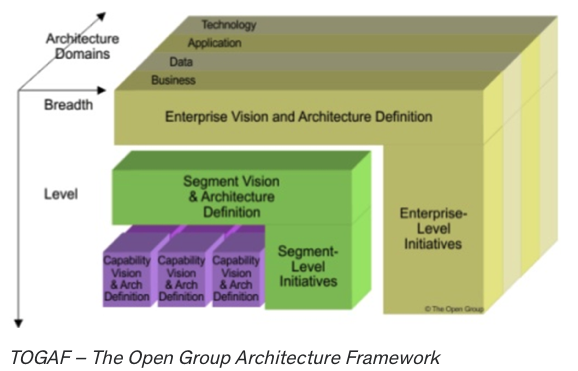 Architecture
Domains
Technology
Application
Data
Business
Breadth
Enterprise Vision and Architecture Definition
Level
Segment Vision
& Architecture
Definition
Enterprise-
Level
Initiatives
Capability
Vision
& Arch
Definition
Capability
Vision
& Arch
Definition
Capability
Vision
& Arch
Definition
Segment-
Level
Initiatives
© The Open Group
TOGAF – The Open Group Architecture Framework